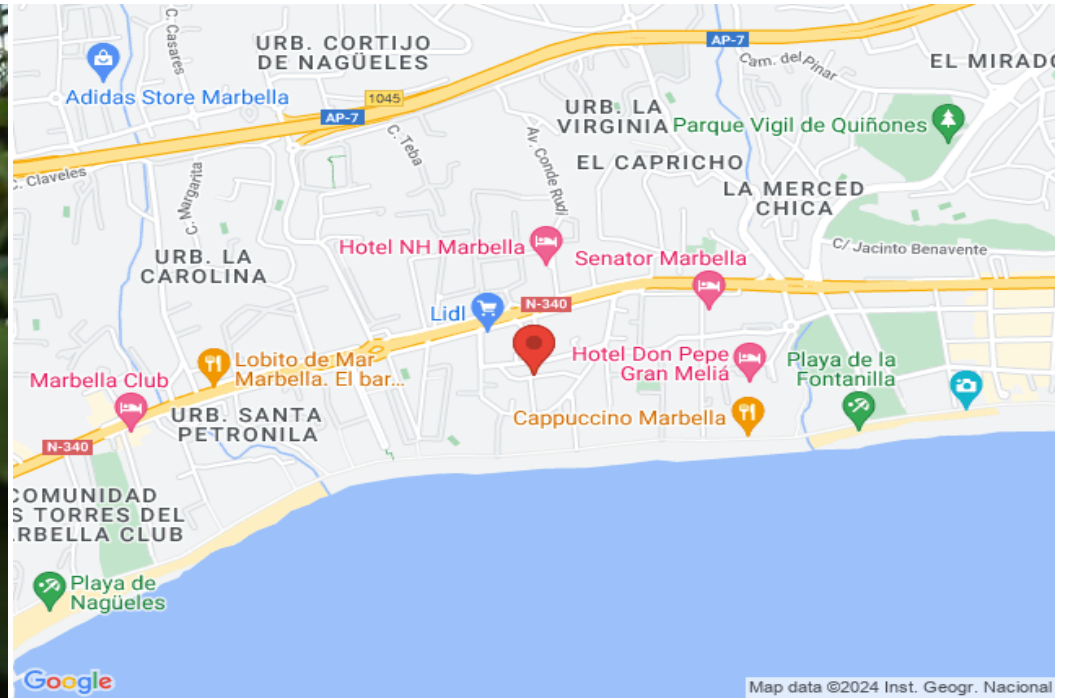 C. Casares
URB. CORTIJO
DE NAGÜELES
AP-7
Cam. del Pinar
EL MIRADO
Adidas Store Marbella
1045
AP-7
URB. LA
VIRGINIA
Parque Vigil de Quiñones
C. Teba
Av. Conde Rudi
EL CAPRICHO
C. Claveles
C. Margarita
LA MERCED
CHICA
URB. LA
CAROLINA
Hotel NH Marbella
Senator Marbella
C/ Jacinto Benavente
Lidl
N-340
Lobito de Mar
Marbella. El bar...
Hotel Don Pepe
Gran Meliá
Playa de la
Fontanilla
Marbella Club
URB. SANTA
PETRONILA
Cappuccino Marbella
N-340
COMUNIDAD
S TORRES DEL
RBELLA CLUB
Playa de
Nagüeles
Google
Map data ©2024 Inst. Geogr. Nacional